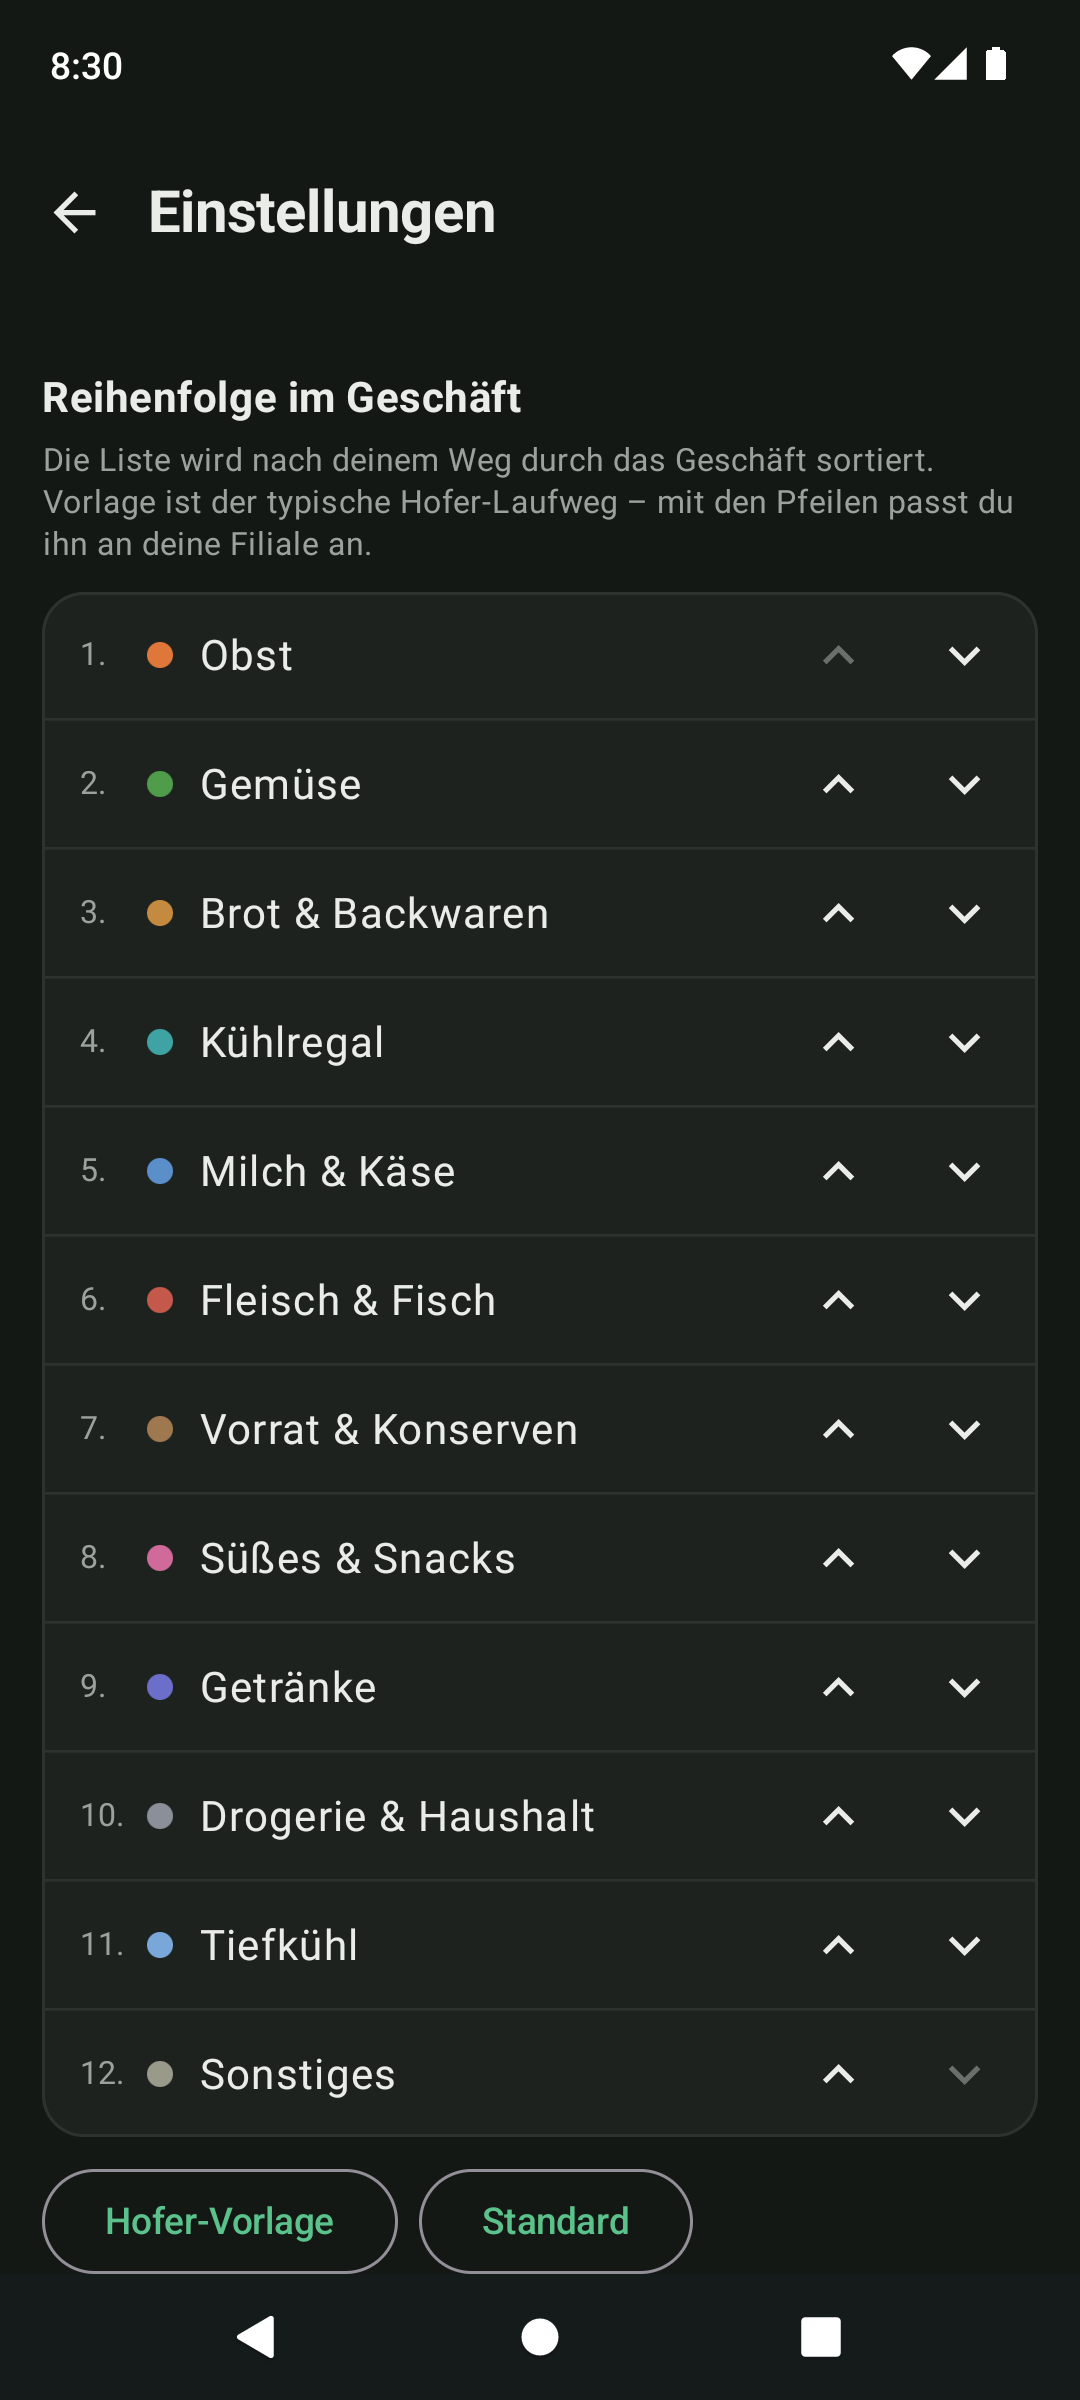 8:30
Einstellungen
Reihenfolge im Geschäft
Die Liste wird nach deinem Weg durch das Geschäft sortiert.
Vorlage ist der typische Hofer-Laufweg – mit den Pfeilen passt du
ihn an deine Filiale an.
1. Obst
2. Gemüse
3. Brot & Backwaren
4. Kühlregal
5. Milch & Käse
6. Fleisch & Fisch
7. Vorrat & Konserven
8. Süßes & Snacks
9. Getränke
10. Drogerie & Haushalt
11. Tiefkühl
12. Sonstiges
Hofer-Vorlage Standard